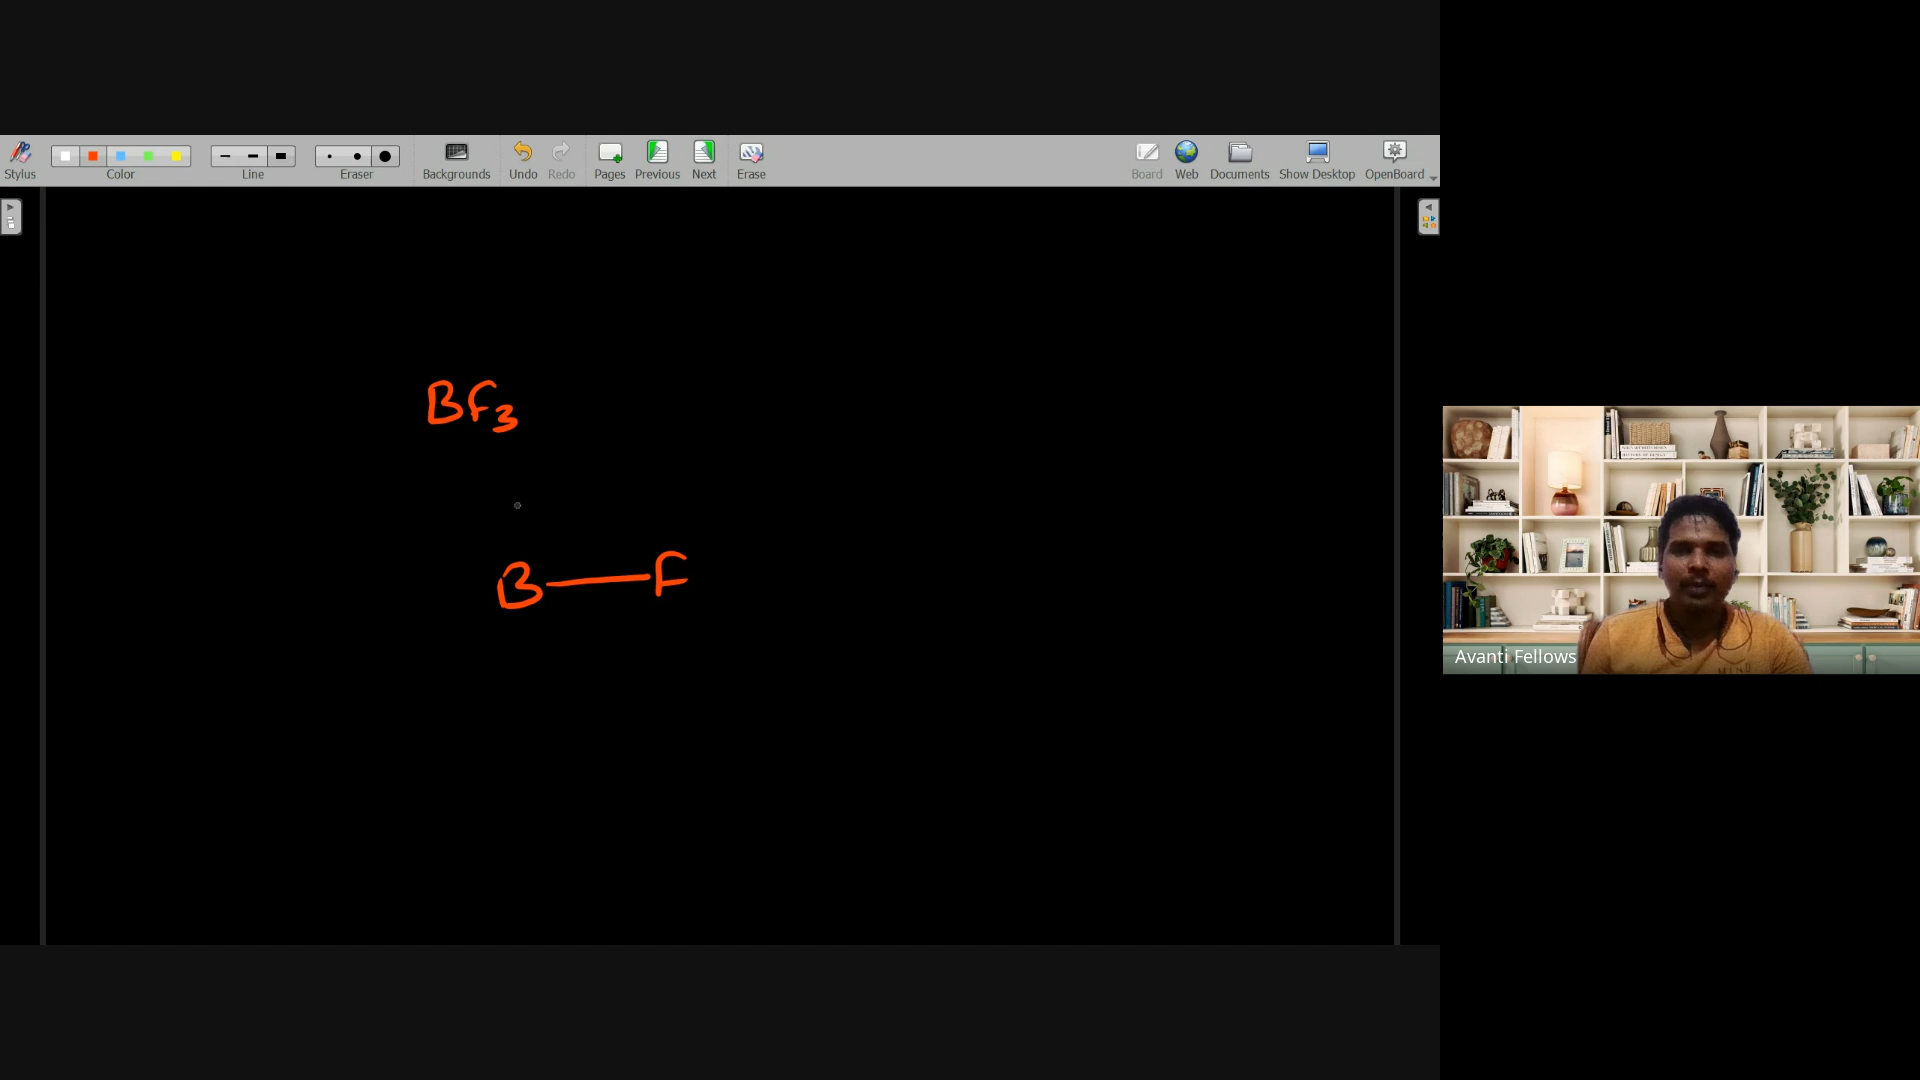 Stylus Color Line Eraser Backgrounds Undo Redo Pages Previous Next Erase Board Web Documents Show Desktop OpenBoard
BF3
B—F
Avanti Fellows